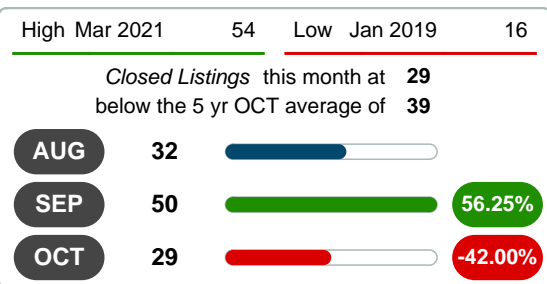 High Mar 2021 54 Low Jan 2019 16
Closed Listings this month at 29
below the 5 yr OCT average of 39
AUG 32
SEP 50 56.25%
OCT 29 -42.00%